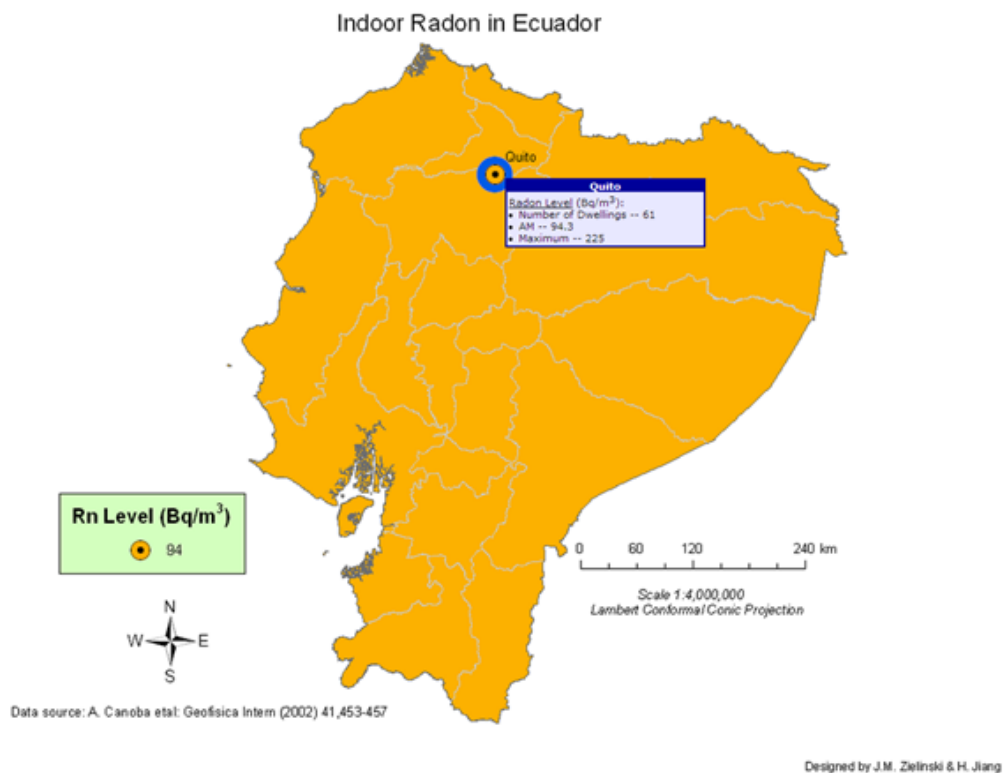 Indoor Radon in Ecuador
Quito
Quito
Radon Level (Bq/m³):
• Number of Dwellings -- 61
• AM -- 94.3
• Maximum -- 225
Rn Level (Bq/m³)
94
0 60 120 240 km
Scale 1:4,000,000
Lambert Conformal Conic Projection
N
W E
S
Data source: A. Canoba etal: Geofisica Intern (2002) 41,453-457
Designed by J.M. Zielinski & H. Jiang